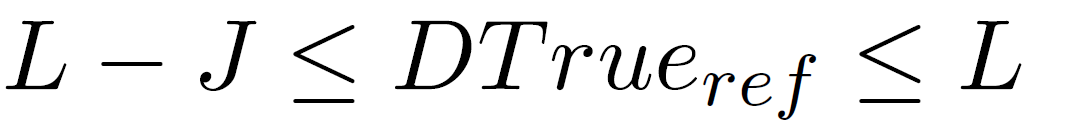 L − J ≤ DTrue_{ref} ≤ L